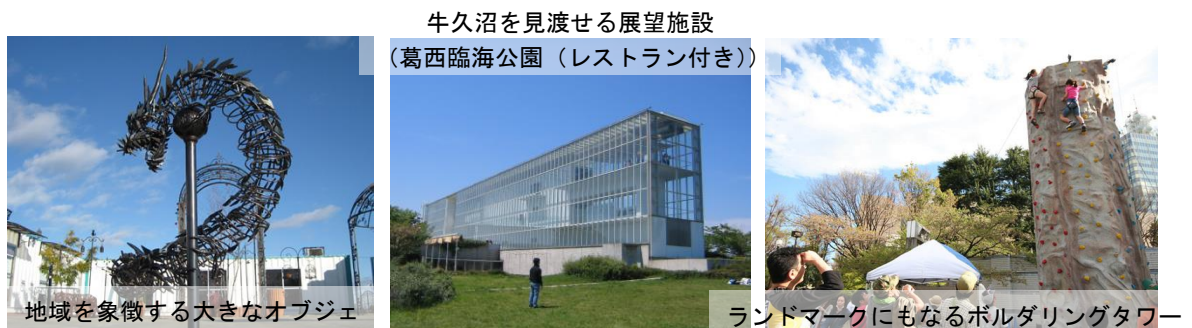 牛久沼を見渡せる展望施設
(葛西臨海公園（レストラン付き))
地域を象徴する大きなオブジェ
ランドマークにもなるボルダリングタワー